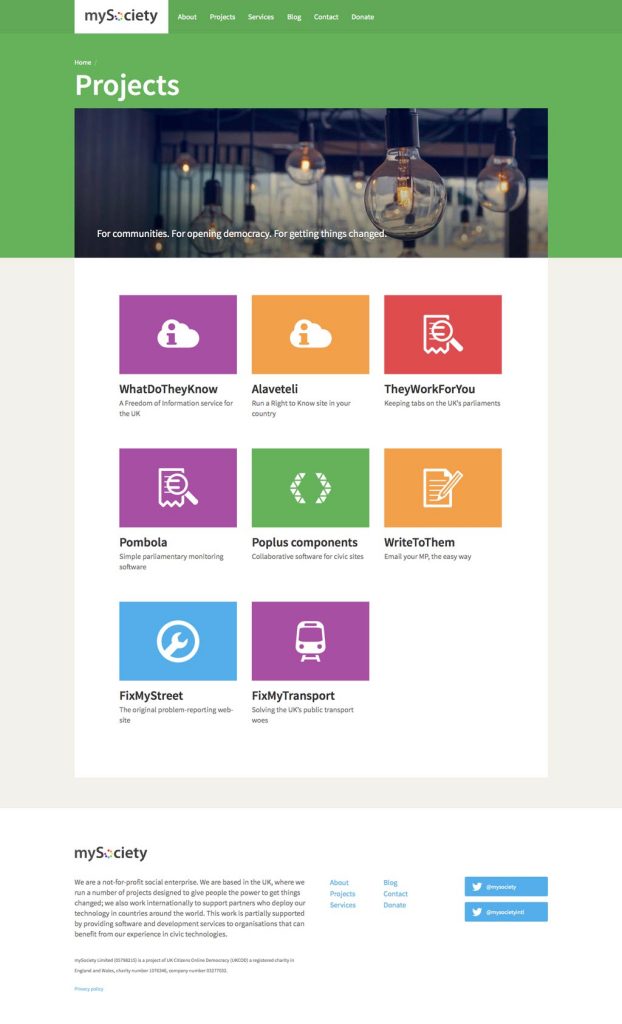 mySociety About Projects Services Blog Contact Donate
Home /
Projects
For communities. For opening democracy. For getting things changed.
WhatDoTheyKnow
A Freedom of Information service for
the UK
Alaveteli
Run a Right to Know site in your
country
TheyWorkForYou
Keeping tabs on the UK's parliaments
Pombola
Simple parliamentary monitoring
software
Poplus components
Collaborative software for civic sites
WriteToThem
Email your MP, the easy way
FixMyStreet
The original problem-reporting web-
site
FixMyTransport
Solving the UK's public transport
woes
mySociety
We are a not-for-profit social enterprise. We are based in the UK, where we
run a number of projects designed to give people the power to get things
changed; we also work internationally to support partners who deploy our
technology in countries around the world. This work is partially supported
by providing software and development services to organisations that can
benefit from our experience in civic technologies.
mySociety Limited (05798215) is a project of UK Citizens Online Democracy (UKCOD) a registered charity in
England and Wales, charity number 1076346, company number 03277032.
Privacy policy
About
Projects
Services
Blog
Contact
Donate
@mysociety
@mysocietyintl